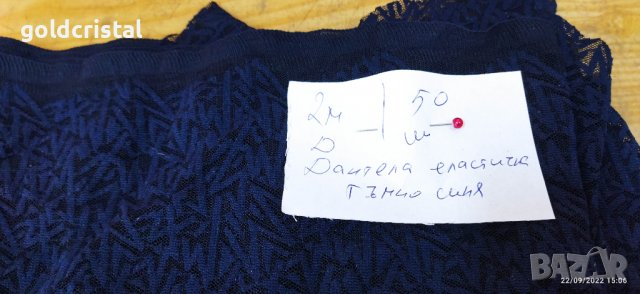 goldcristal
2м 50
D ш
Дантела еластична
тъмно синя
BAZAR
22/09/2022 15:06